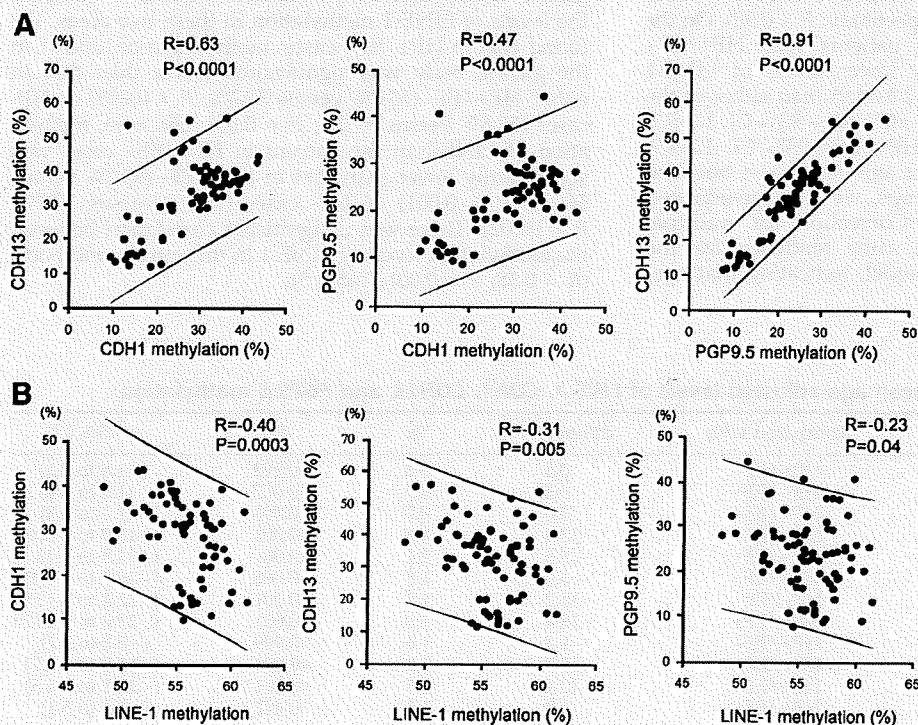 A
(%)
R=0.63
P<0.0001
CDH13 methylation (%)
70
60
50
40
30
20
10
0
0 10 20 30 40 50
CDH1 methylation (%)
(%)
R=0.47
P<0.0001
PGP9.5 methylation (%)
50
40
30
20
10
0
0 10 20 30 40 50
CDH1 methylation (%)
(%)
R=0.91
P<0.0001
CDH13 methylation (%)
70
60
50
40
30
20
10
0
0 10 20 30 40 50
PGP9.5 methylation (%)
B
(%)
R=-0.40
P=0.0003
CDH1 methylation (%)
50
40
30
20
10
0
45 50 55 60 65
LINE-1 methylation
(%)
R=-0.31
P=0.005
CDH13 methylation (%)
70
60
50
40
30
20
10
0
45 50 55 60 65
LINE-1 methylation (%)
(%)
R=-0.23
P=0.04
PGP9.5 methylation (%)
50
40
30
20
10
0
45 50 55 60 65
LINE-1 methylation (%)